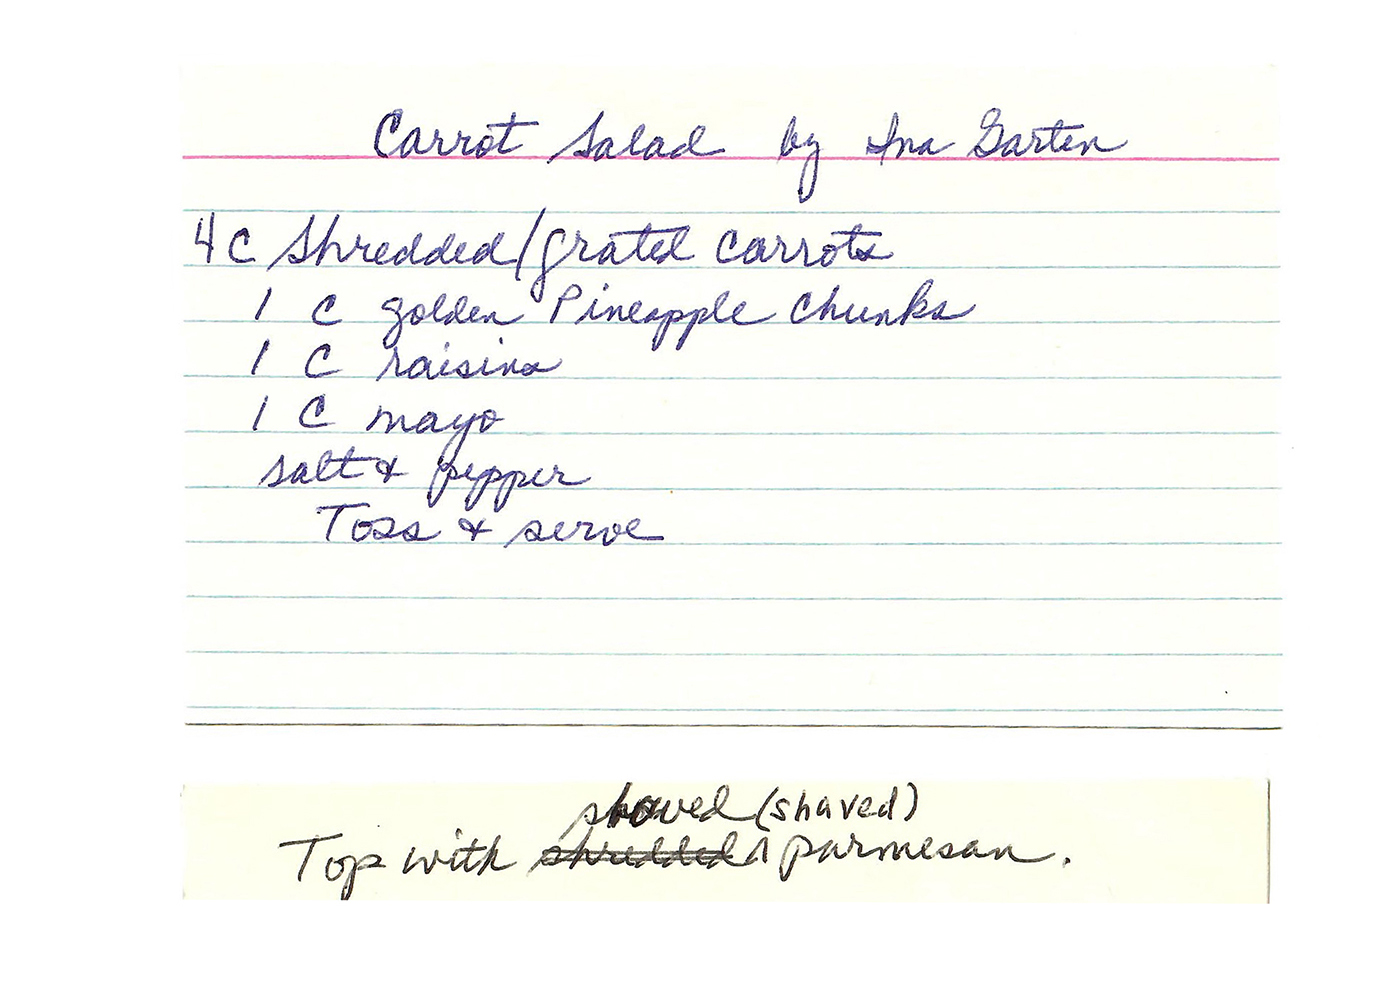 Carrot Salad by Ina Garten
4 C Shredded/grated carrots
1 C golden Pineapple Chunks
1 C raisins
1 C mayo
salt & pepper
Toss & serve
shaved (shaved)
Top with shredded ^ parmesan.